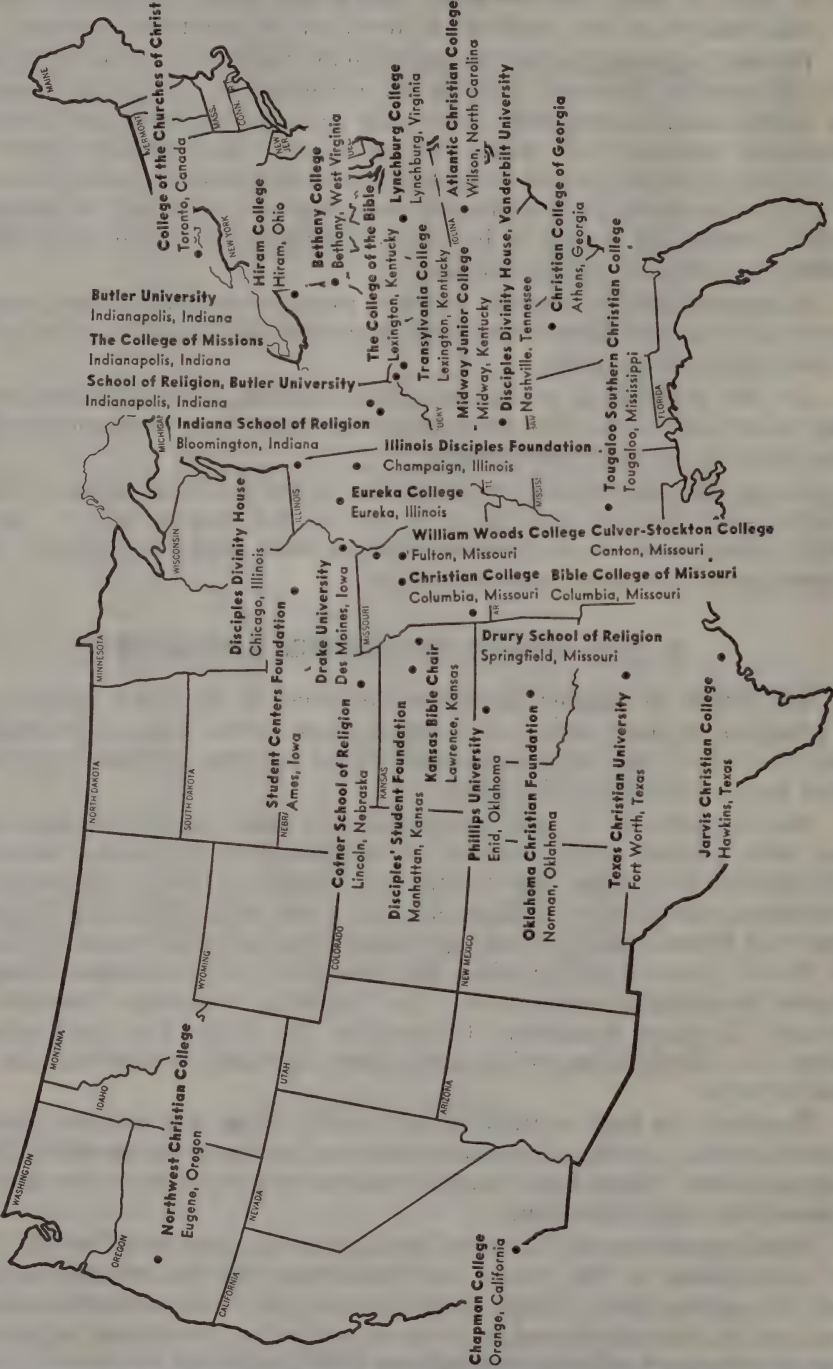 WASHINGTON
MONTANA
NORTH DAKOTA
MINNESOTA
OREGON
IDAHO
Northwest Christian College
Eugene, Oregon
WYOMING
SOUTH DAKOTA
WISCONSIN
MICHIGAN
CALIFORNIA
NEVADA
UTAH
COLORADO
ARIZONA
NEW MEXICO
Chapman College
Orange, California
NEBR
Student Centers Foundation
Ames, Iowa
Cotner School of Religion
Lincoln, Nebraska
KANSAS
Disciples' Student Foundation
Manhattan, Kansas
Kansas Bible Chair
Lawrence, Kansas
Phillips University
Enid, Oklahoma
Oklahoma Christian Foundation
Norman, Oklahoma
Texas Christian University
Fort Worth, Texas
Jarvis Christian College
Hawkins, Texas
Disciples Divinity House
Chicago, Illinois
ILLINOIS
Drake University
Des Moines, Iowa
MISSOURI
Butler University
Indianapolis, Indiana
The College of Missions
Indianapolis, Indiana
School of Religion, Butler University
Indianapolis, Indiana
Indiana School of Religion
Bloomington, Indiana
Illinois Disciples Foundation
Champaign, Illinois
Eureka College
Eureka, Illinois
William Woods College
Fulton, Missouri
Culver-Stockton College
Canton, Missouri
Christian College
Columbia, Missouri
Bible College of Missouri
Columbia, Missouri
AR
Drury School of Religion
Springfield, Missouri
MISSIS
MAINE
VERMONT
MASS.
CONN.
NEW JER
NEW YORK
College of the Churches of Christ
Toronto, Canada
Hiram College
Hiram, Ohio
Bethany College
Bethany, West Virginia
The College of the Bible
Lexington, Kentucky
Lynchburg College
Lynchburg, Virginia
Transylvania College
Lexington, Kentucky
UCKY
Atlantic Christian College
Wilson, North Carolina
OLINA
Midway Junior College
Midway, Kentucky
Disciples Divinity House, Vanderbilt University
Nashville, Tennessee
Christian College of Georgia
Athens, Georgia
Tougaloo Southern Christian College
Tougaloo, Mississippi
FLORIDA